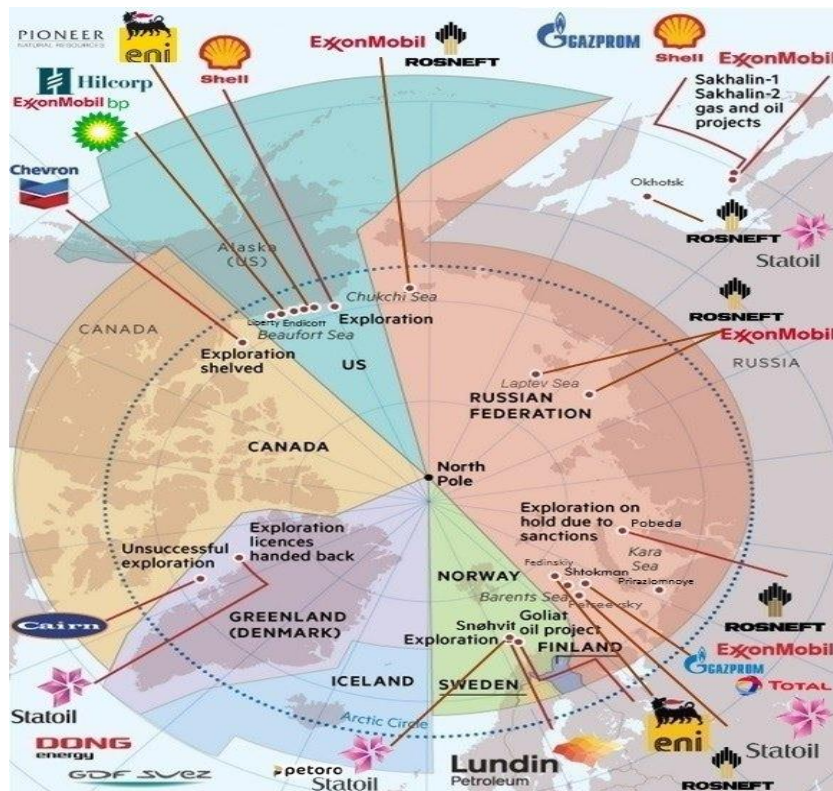 PIONEER
NATURAL RESOURCES
eni
Shell
ExxonMobil
ROSNEFT
GAZPROM
Shell
ExxonMobil
Hilcorp
ExxonMobil bp
Sakhalin-1
Sakhalin-2
gas and oil
projects
Chevron
Okhotsk
ROSNEFT
Statoil
Alaska
(US)
CANADA
Chukchi Sea
Liberty Endicott
Exploration
Beaufort Sea
Exploration
shelved
US
ROSNEFT
ExxonMobil
RUSSIA
Laptev Sea
RUSSIAN
FEDERATION
CANADA
North
Pole
Exploration
licences
handed back
Unsuccessful
exploration
Exploration on
hold due to
sanctions
Pobeda
Kara
Sea
Fedinskiy
NORWAY
Shtokman
Prirazlomnoye
Barents Sea
Perseevsky
Cairn
GREENLAND
(DENMARK)
Snøhvit
Goliat
oil project
Exploration
FINLAND
ROSNEFT
ExxonMobil
GAZPROM
TOTAL
ICELAND
SWEDEN
Statoil
Arctic Circle
DONG
energy
GDF SUEZ
petoro
Statoil
Lundin
Petroleum
eni
Statoil
ROSNEFT